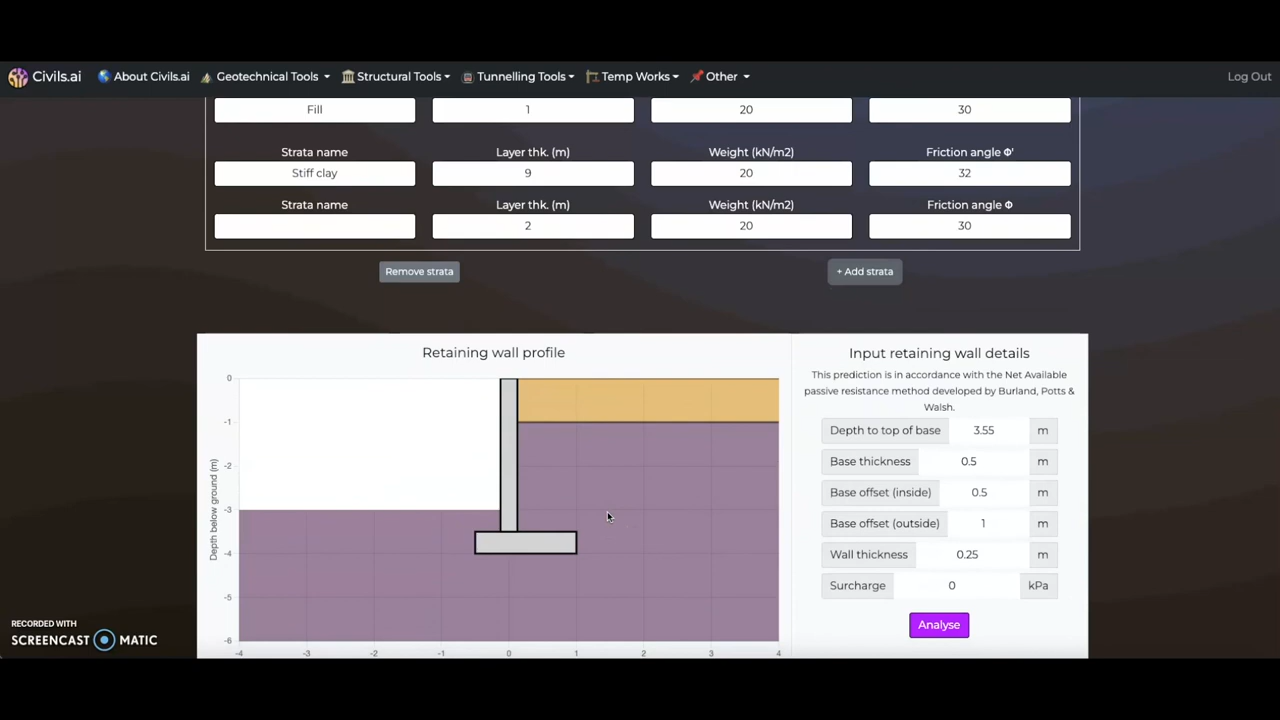 Civils.ai
About Civils.ai
Geotechnical Tools
Structural Tools
Tunnelling Tools
Temp Works
Other
Log Out
Fill
1
20
30
Strata name
Layer thk. (m)
Weight (kN/m2)
Friction angle Φ'
Stiff clay
9
20
32
Strata name
Layer thk. (m)
Weight (kN/m2)
Friction angle Φ
2
20
30
Remove strata
+ Add strata
Retaining wall profile
Depth below ground (m)
0
-1
-2
-3
-4
-5
-6
-4 -3 -2 -1 0 1 2 3 4
Input retaining wall details
This prediction is in accordance with the Net Available
passive resistance method developed by Burland, Potts &
Walsh.
Depth to top of base 3.55 m
Base thickness 0.5 m
Base offset (inside) 0.5 m
Base offset (outside) 1 m
Wall thickness 0.25 m
Surcharge 0 kPa
Analyse
RECORDED WITH
SCREENCAST MATIC